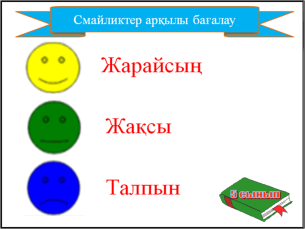 Смайликтер арқылы бағалау
Жарайсың
Жақсы
Талпын
5 сынып